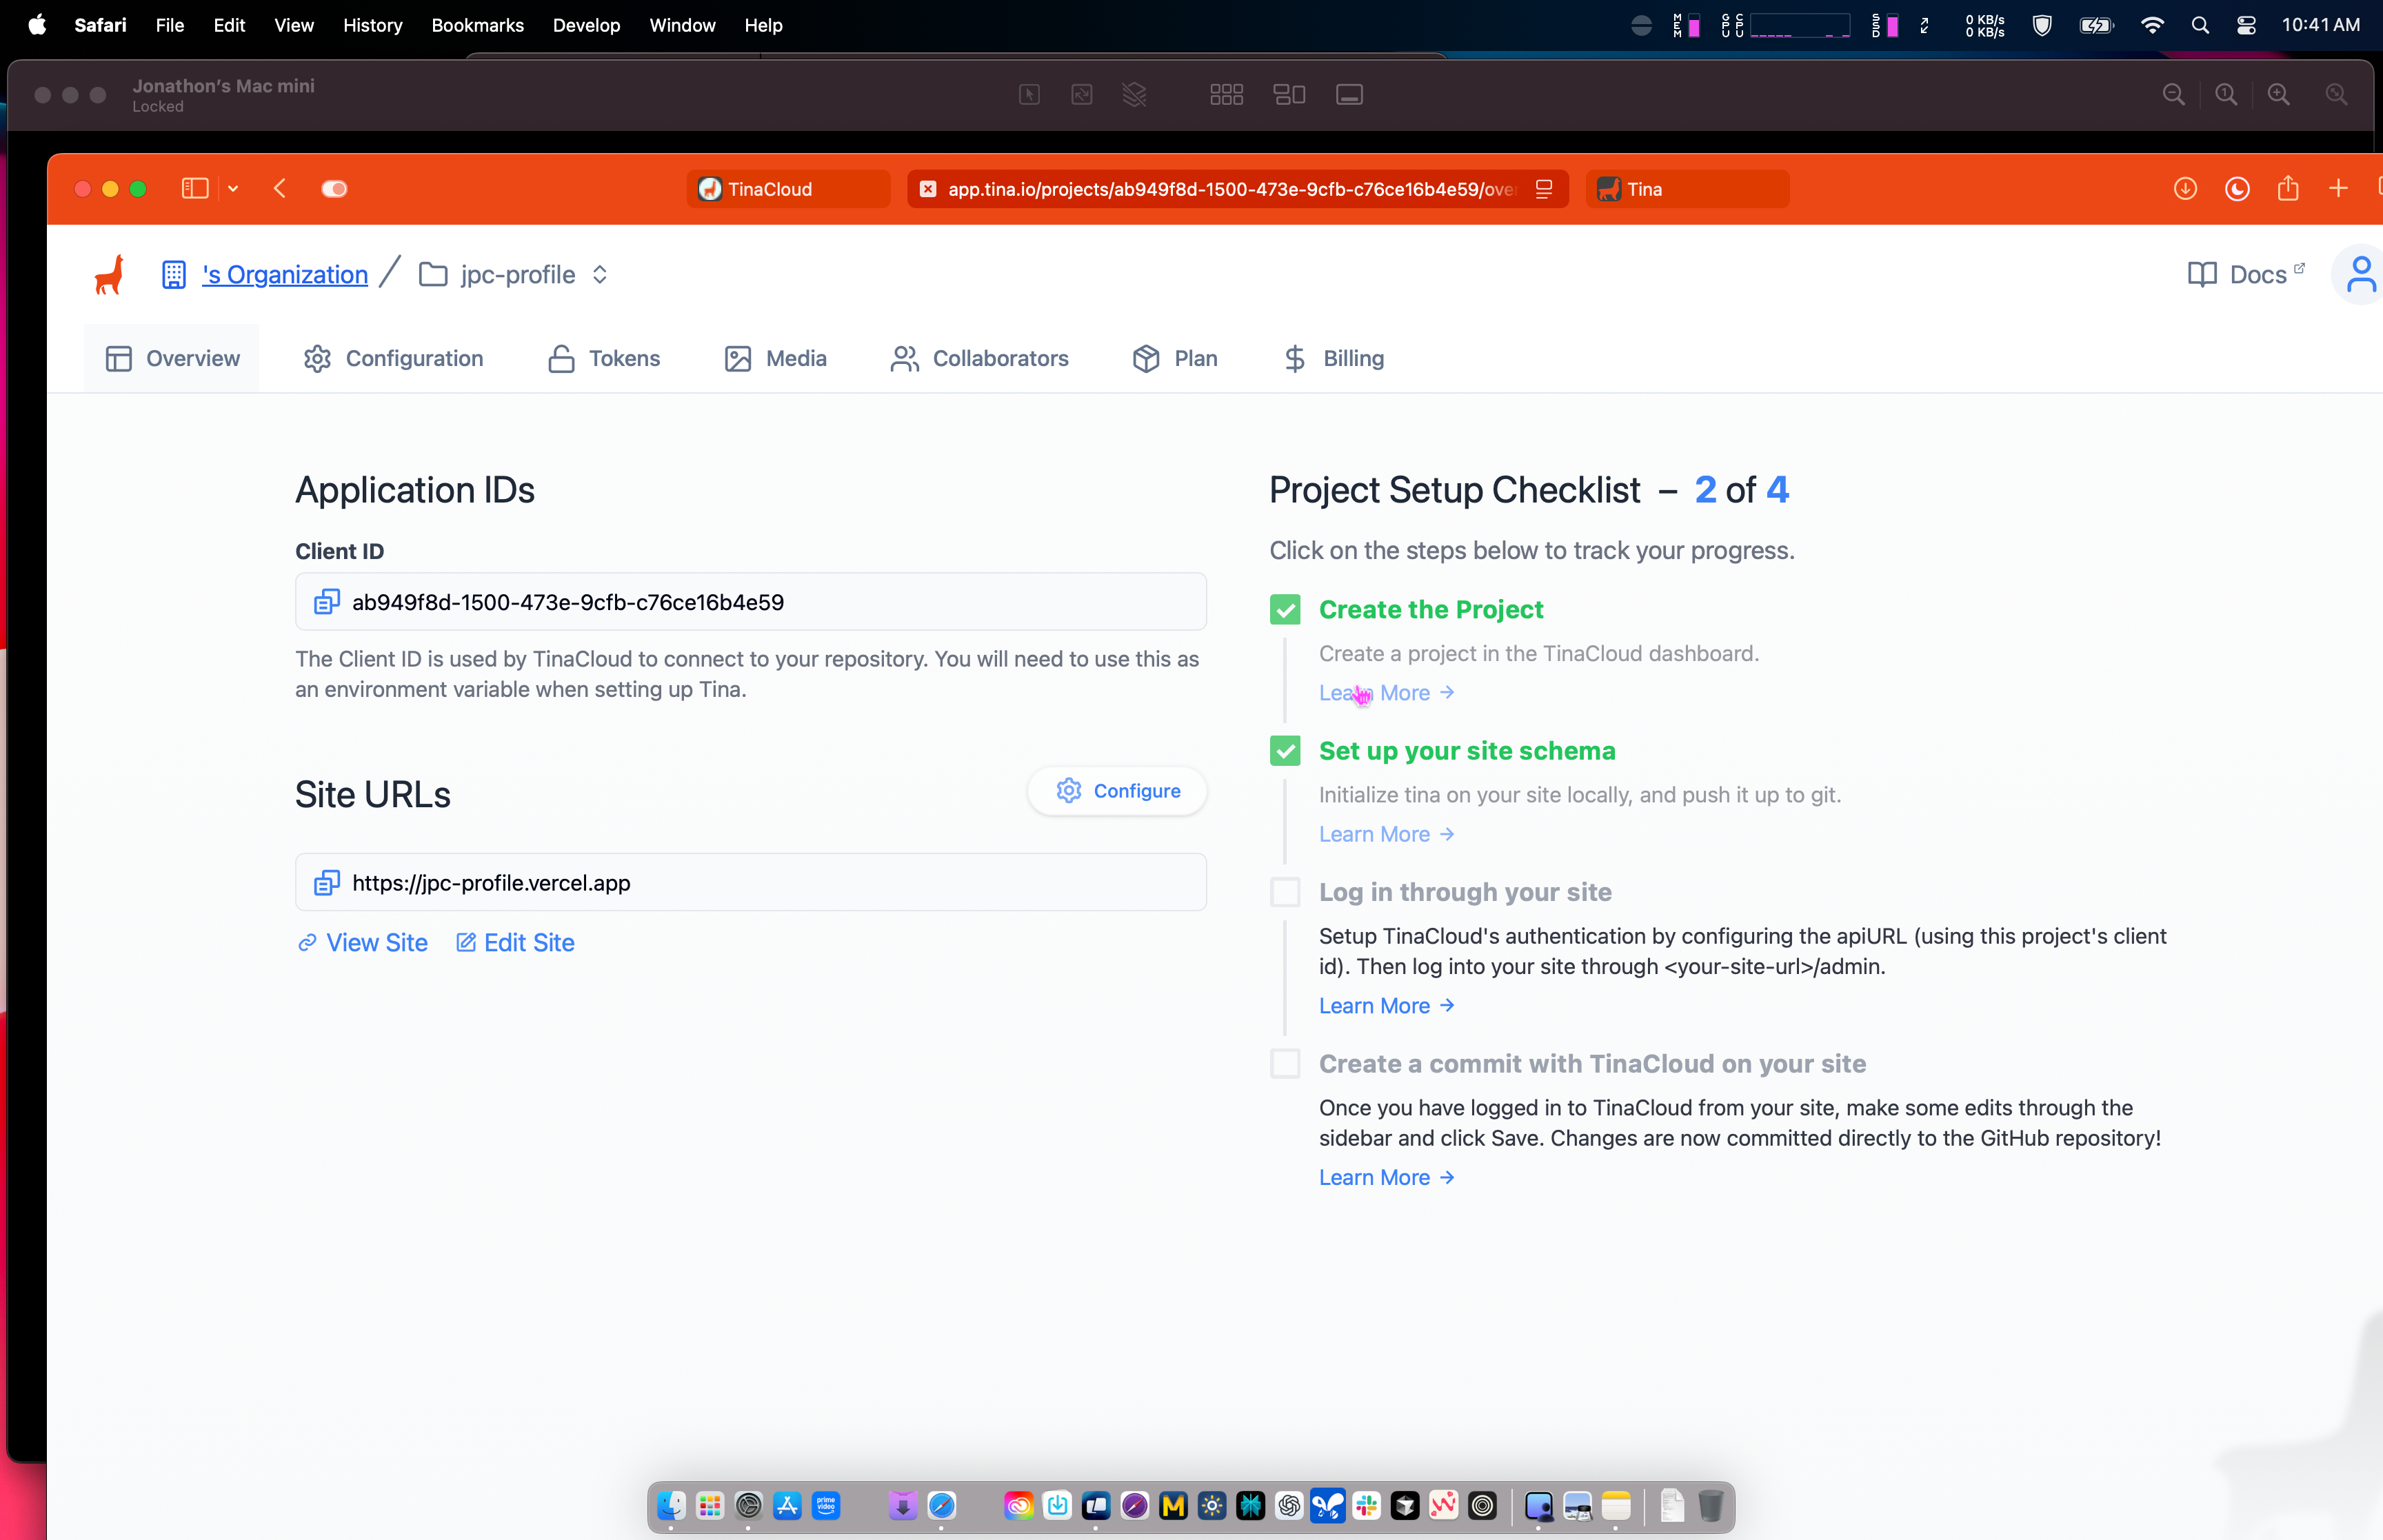 Safari File Edit View History Bookmarks Develop Window Help
MEM GPU CPU SSD 0 KB/s 0 KB/s 10:41 AM
Jonathon's Mac mini
Locked
TinaCloud
app.tina.io/projects/ab949f8d-1500-473e-9cfb-c76ce16b4e59/over
Tina
's Organization / jpc-profile
Docs
Overview Configuration Tokens Media Collaborators Plan Billing
Application IDs
Client ID
ab949f8d-1500-473e-9cfb-c76ce16b4e59
The Client ID is used by TinaCloud to connect to your repository. You will need to use this as
an environment variable when setting up Tina.
Site URLs
Configure
https://jpc-profile.vercel.app
View Site Edit Site
Project Setup Checklist – 2 of 4
Click on the steps below to track your progress.
Create the Project
Create a project in the TinaCloud dashboard.
Learn More →
Set up your site schema
Initialize tina on your site locally, and push it up to git.
Learn More →
Log in through your site
Setup TinaCloud's authentication by configuring the apiURL (using this project's client
id). Then log into your site through <your-site-url>/admin.
Learn More →
Create a commit with TinaCloud on your site
Once you have logged in to TinaCloud from your site, make some edits through the
sidebar and click Save. Changes are now committed directly to the GitHub repository!
Learn More →
prime video